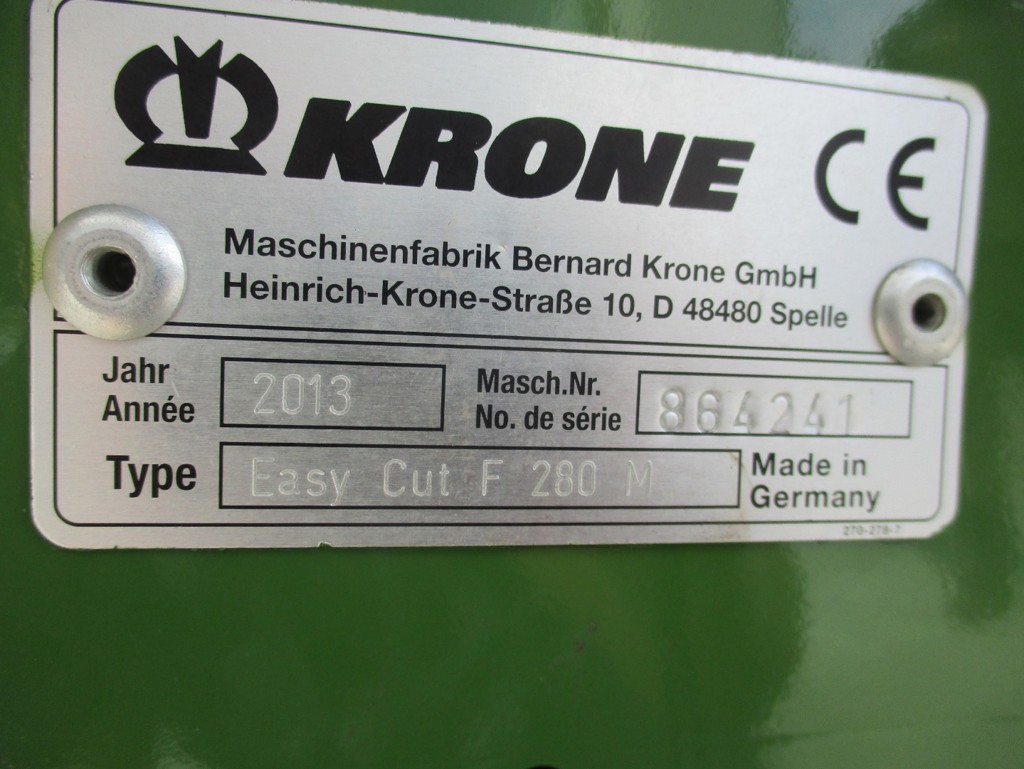 KRONE CE
Maschinenfabrik Bernard Krone GmbH
Heinrich-Krone-Straße 10, D 48480 Spelle
Jahr
Année 2013
Masch.Nr.
No. de série 864241
Type Easy Cut F 280 M
Made in
Germany
270-278-7